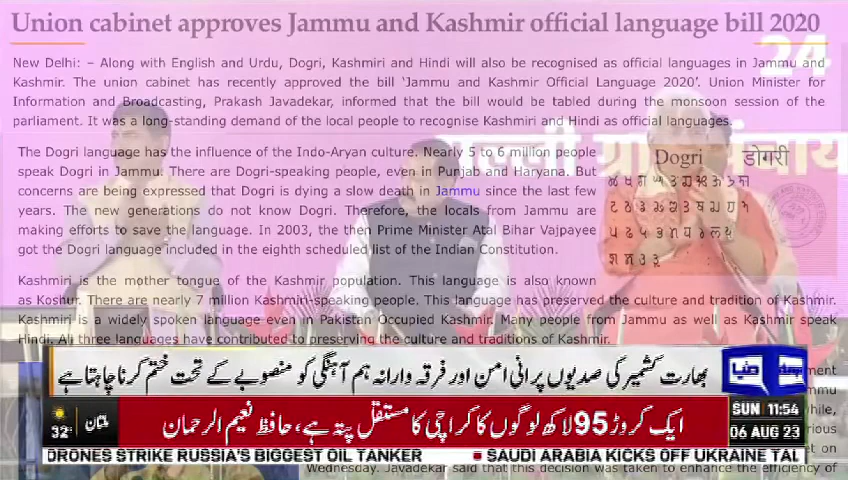 Union cabinet approves Jammu and Kashmir official language bill 2020
24
New Delhi: – Along with English and Urdu, Dogri, Kashmiri and Hindi will also be recognised as official languages in Jammu and
Kashmir. The union cabinet has recently approved the bill ‘Jammu and Kashmir Official Language 2020’. Union Minister for
Information and Broadcasting, Prakash Javadekar, informed that the bill would be tabled during the monsoon session of the
parliament. It was a long-standing demand of the local people to recognise Kashmiri and Hindi as official languages.
The Dogri language has the influence of the Indo-Aryan culture. Nearly 5 to 6 million people
speak Dogri in Jammu. There are Dogri-speaking people, even in Punjab and Haryana. But
concerns are being expressed that Dogri is dying a slow death in Jammu since the last few
years. The new generations do not know Dogri. Therefore, the locals from Jammu are
making efforts to save the language. In 2003, the then Prime Minister Atal Bihar Vajpayee
got the Dogri language included in the eighth scheduled list of the Indian Constitution.
Dogri डोगरी
Kashmiri is the mother tongue of the Kashmir population. This language is also known
as Koshur. There are nearly 7 million Kashmiri-speaking people. This language has preserved the culture and tradition of Kashmir.
Kashmiri is a widely spoken language even in Pakistan Occupied Kashmir. Many people from Jammu as well as Kashmir speak
Hindi. All three languages have contributed to preserving the culture and traditions of Kashmir.
بھارت کشمیر کی صدیوں پرانی امن اور فرقہ وارانہ ہم آہنگی کو منصوبے کے تحت ختم کرنا چاہتا ہے
دنیا
ایک کروڑ 95 لاکھ لوگوں کا کراچی کا مستقل پتہ ہے، حافظ نعیم الرحمان
ملتان
32°
SUN 11:54
06 AUG 23
DRONES STRIKE RUSSIA'S BIGGEST OIL TANKER
SAUDI ARABIA KICKS OFF UKRAINE TAL
Wednesday. Javadekar said that this decision was taken to enhance the efficiency of